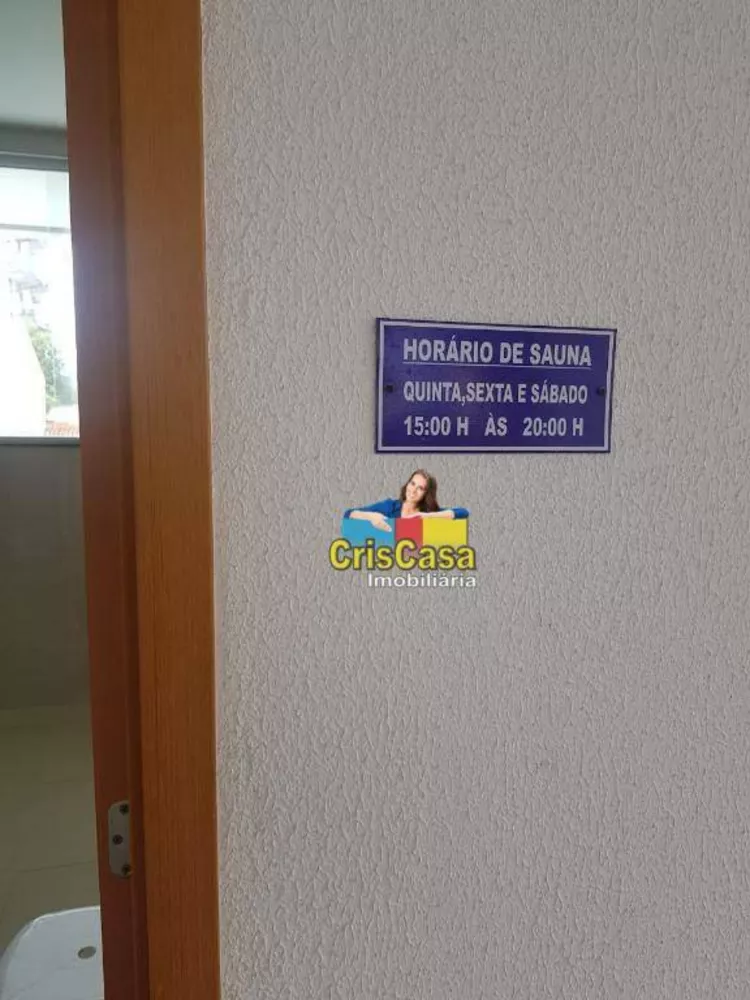 HORÁRIO DE SAUNA
QUINTA,SEXTA E SÁBADO
15:00 H ÀS 20:00 H
CrisCasa
Imobiliária